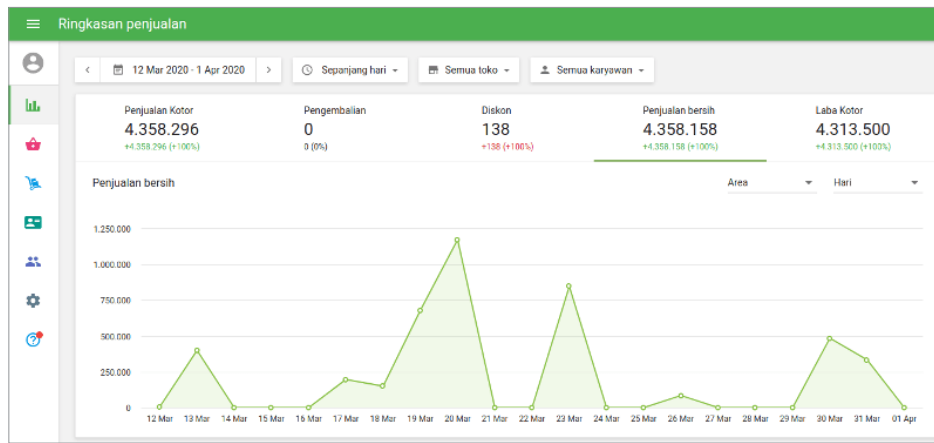 Ringkasan penjualan
12 Mar 2020 - 1 Apr 2020
Sepanjang hari
Semua toko
Semua karyawan
Penjualan Kotor
4.358.296
+4.358.296 (+100%)
Pengembalian
0
0 (0%)
Diskon
138
+138 (+100%)
Penjualan bersih
4.358.158
+4.358.158 (+100%)
Laba Kotor
4.313.500
+4.313.500 (+100%)
Penjualan bersih
Area
Hari
1.250.000
1.000.000
750.000
500.000
250.000
0
12 Mar 13 Mar 14 Mar 15 Mar 16 Mar 17 Mar 18 Mar 19 Mar 20 Mar 21 Mar 22 Mar 23 Mar 24 Mar 25 Mar 26 Mar 27 Mar 28 Mar 29 Mar 30 Mar 31 Mar 01 Apr